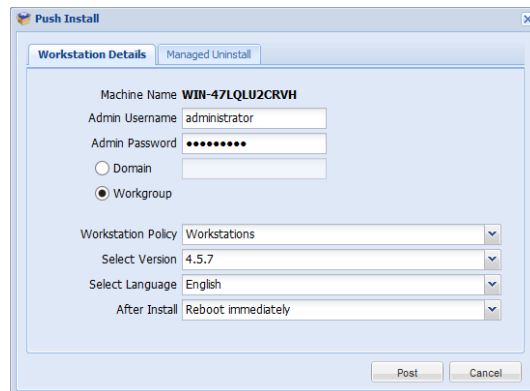 Push Install
Workstation Details Managed Uninstall
Machine Name WIN-47LQLU2CRVH
Admin Username administrator
Admin Password •••••••••
Domain
Workgroup
Workstation Policy Workstations
Select Version 4.5.7
Select Language English
After Install Reboot immediately
Post Cancel